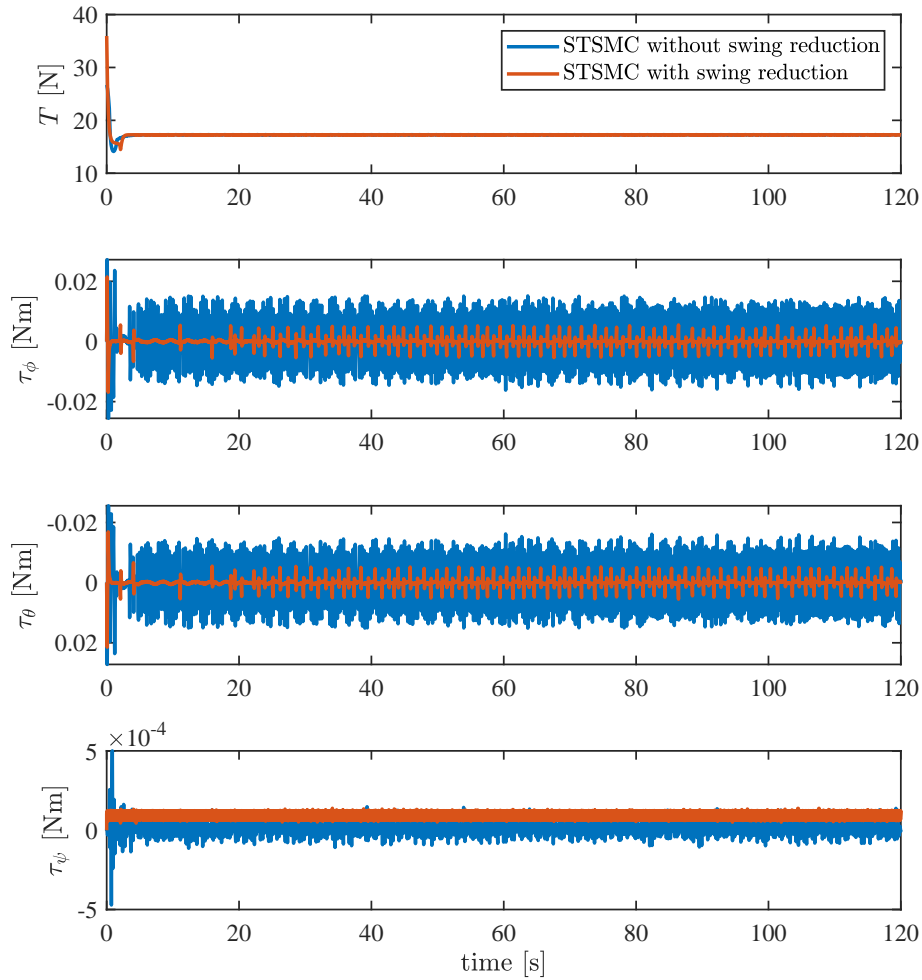 40
STSMC without swing reduction
30
STSMC with swing reduction
T [N]
20
10
0 20 40 60 80 100 120
0.02
0
-0.02
τϕ [Nm]
0 20 40 60 80 100 120
-0.02
0
0.02
τθ [Nm]
0 20 40 60 80 100 120
×10-4
5
0
-5
τψ [Nm]
0 20 40 60 80 100 120
time [s]